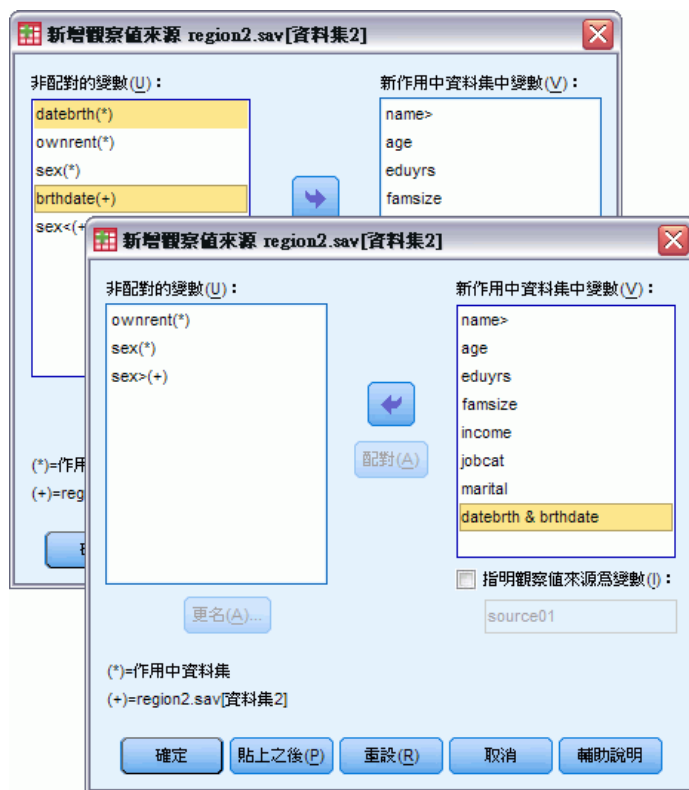 新增觀察值來源 region2.sav[資料集2]
非配對的變數(U)：
新作用中資料集中變數(V)：
datebrth(*)
ownrent(*)
sex(*)
brthdate(+)
sex<(+
name>
age
eduyrs
famsize
(*)=作用
(+)=reg
新增觀察值來源 region2.sav[資料集2]
非配對的變數(U)：
新作用中資料集中變數(V)：
ownrent(*)
sex(*)
sex>(+)
配對(A)
name>
age
eduyrs
famsize
income
jobcat
marital
datebrth & brthdate
更名(A)...
指明觀察值來源為變數(I)：
source01
(*)=作用中資料集
(+)=region2.sav[資料集2]
確定
貼上之後(P)
重設(R)
取消
輔助說明